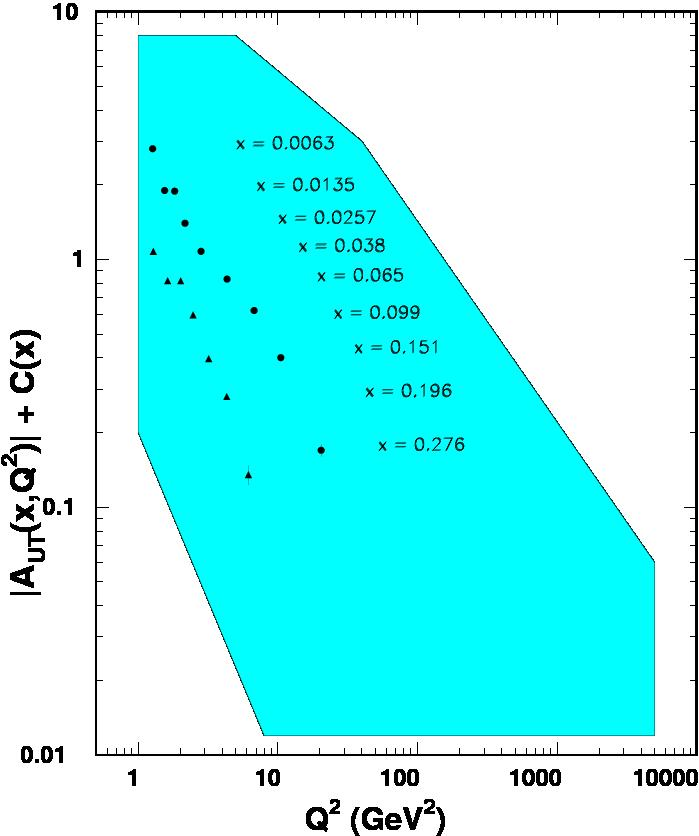 10
1
0.1
0.01
|A_UT(x,Q²)| + C(x)
x = 0.0063
x = 0.0135
x = 0.0257
x = 0.038
x = 0.065
x = 0.099
x = 0.151
x = 0.196
x = 0.276
1
10
100
1000
10000
Q² (GeV²)